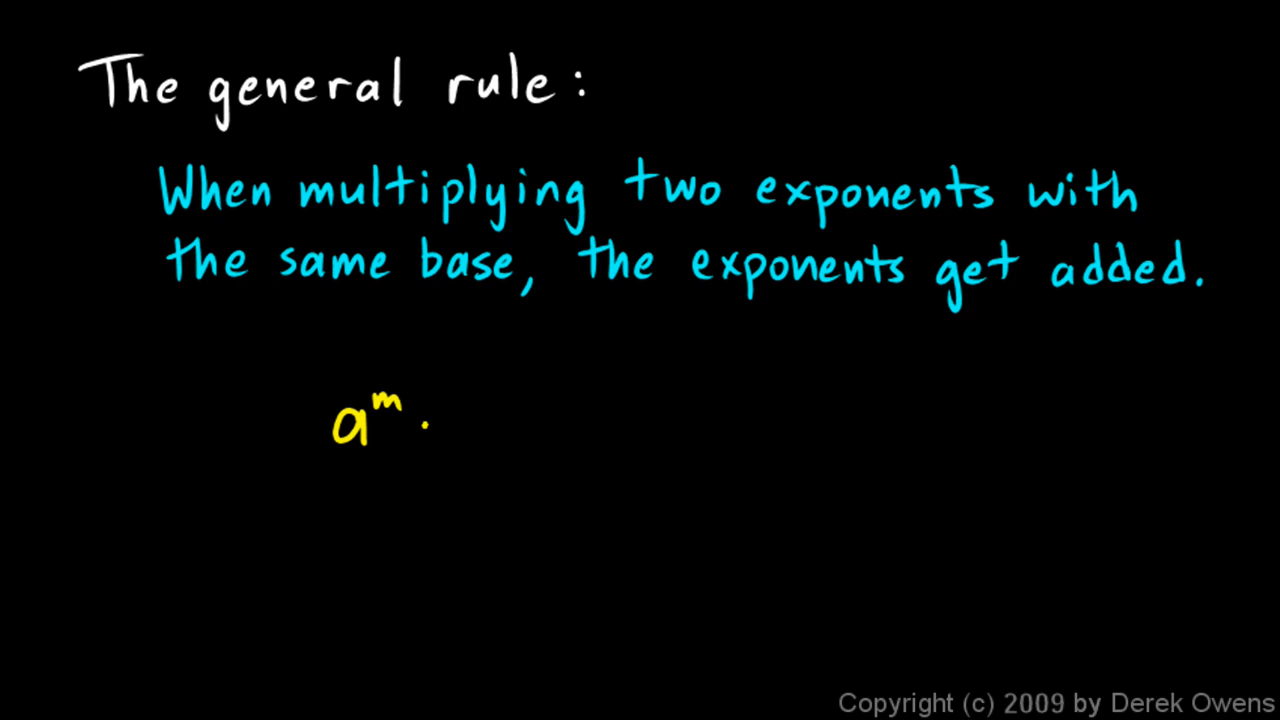 The general rule:
When multiplying two exponents with
the same base, the exponents get added.
aᵐ ·
Copyright (c) 2009 by Derek Owens